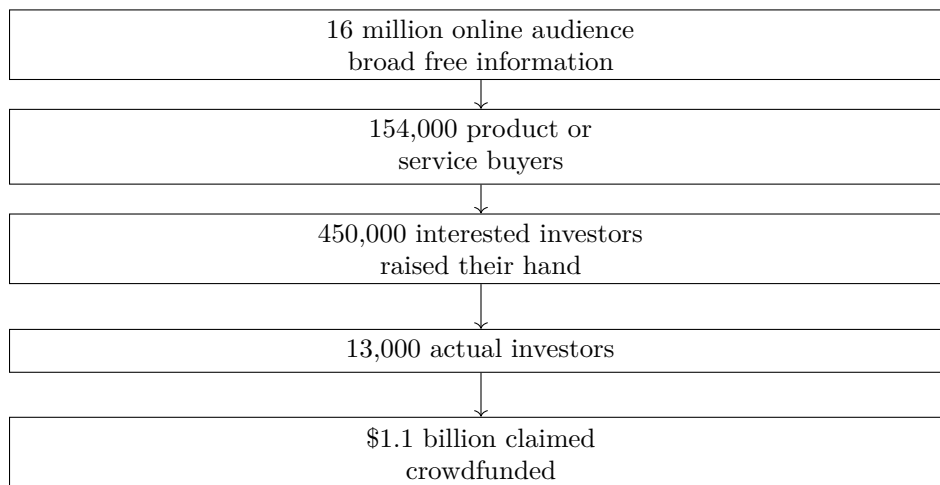 16 million online audience
broad free information
154,000 product or
service buyers
450,000 interested investors
raised their hand
13,000 actual investors
$1.1 billion claimed
crowdfunded